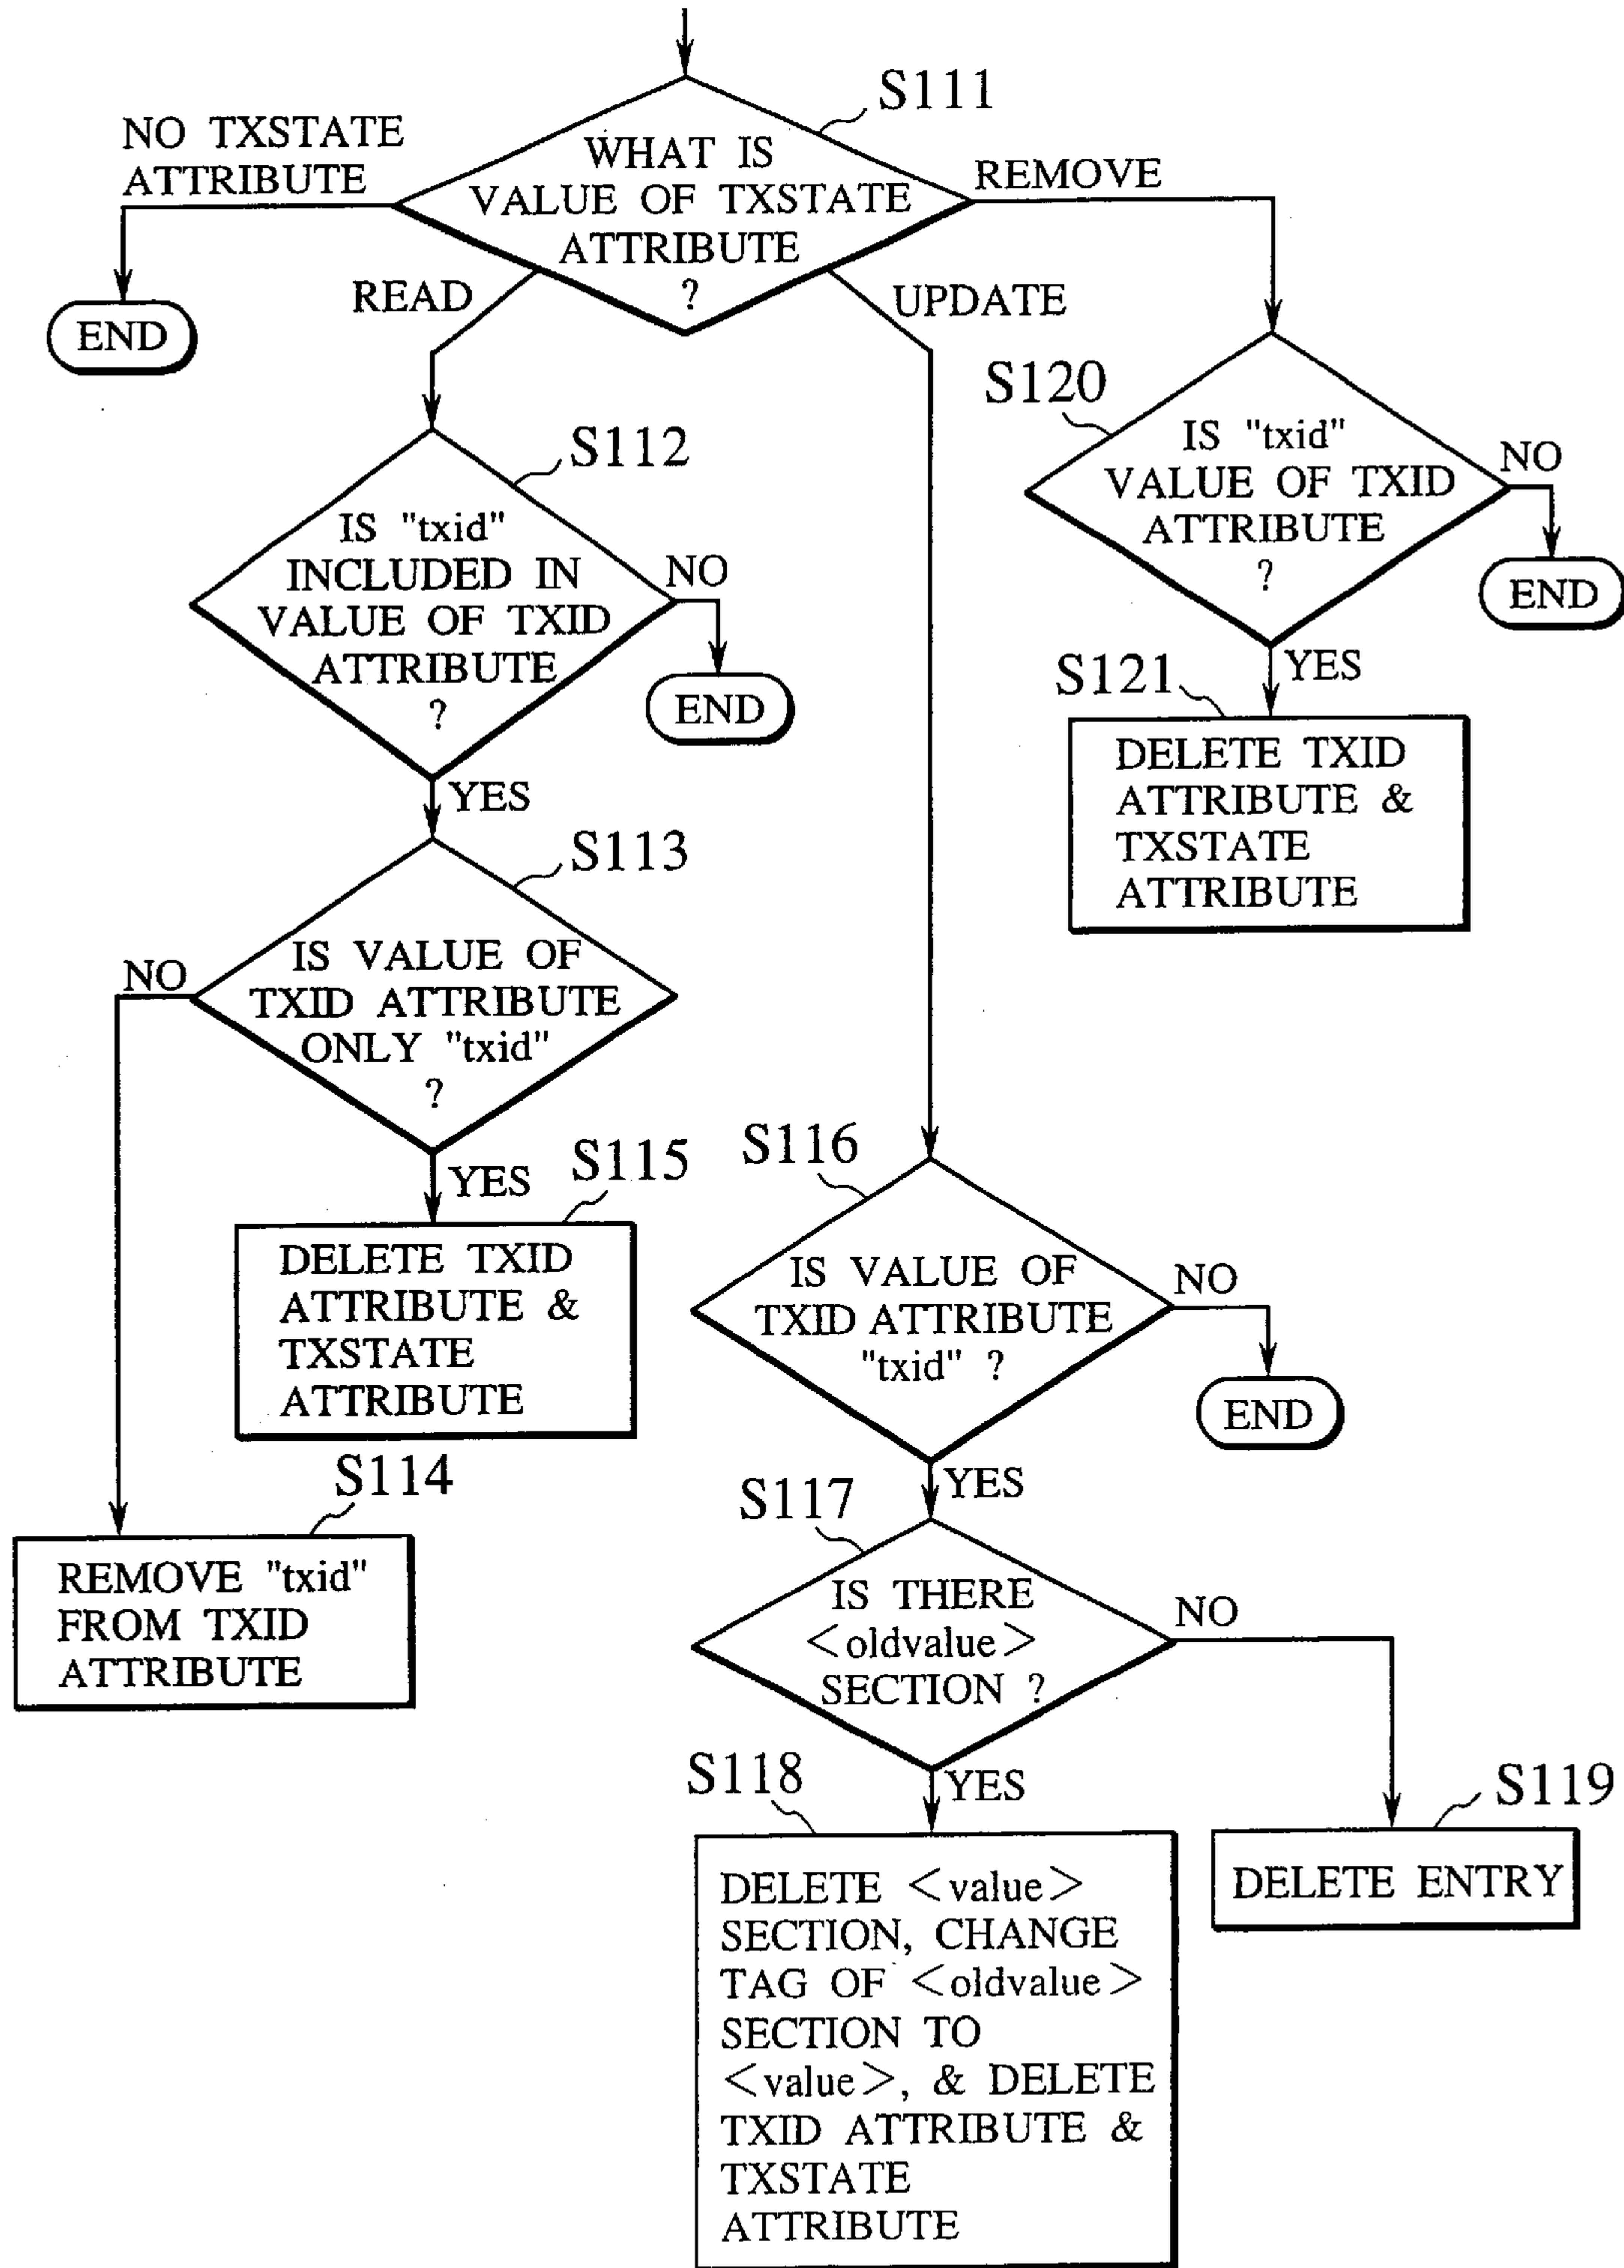 S111
NO TXSTATE
ATTRIBUTE
WHAT IS
VALUE OF TXSTATE
ATTRIBUTE
?
REMOVE
END
READ
UPDATE
S120
IS "txid"
VALUE OF TXID
ATTRIBUTE
?
NO
END
S112
IS "txid"
INCLUDED IN
VALUE OF TXID
ATTRIBUTE
?
NO
END
YES
S121
DELETE TXID
ATTRIBUTE &
TXSTATE
ATTRIBUTE
YES
S113
IS VALUE OF
TXID ATTRIBUTE
ONLY "txid"
?
NO
YES
S115
DELETE TXID
ATTRIBUTE &
TXSTATE
ATTRIBUTE
S114
REMOVE "txid"
FROM TXID
ATTRIBUTE
S116
IS VALUE OF
TXID ATTRIBUTE
"txid" ?
NO
END
YES
S117
IS THERE
<oldvalue>
SECTION ?
NO
YES
S118
DELETE <value>
SECTION, CHANGE
TAG OF <oldvalue>
SECTION TO
<value>, & DELETE
TXID ATTRIBUTE &
TXSTATE
ATTRIBUTE
S119
DELETE ENTRY